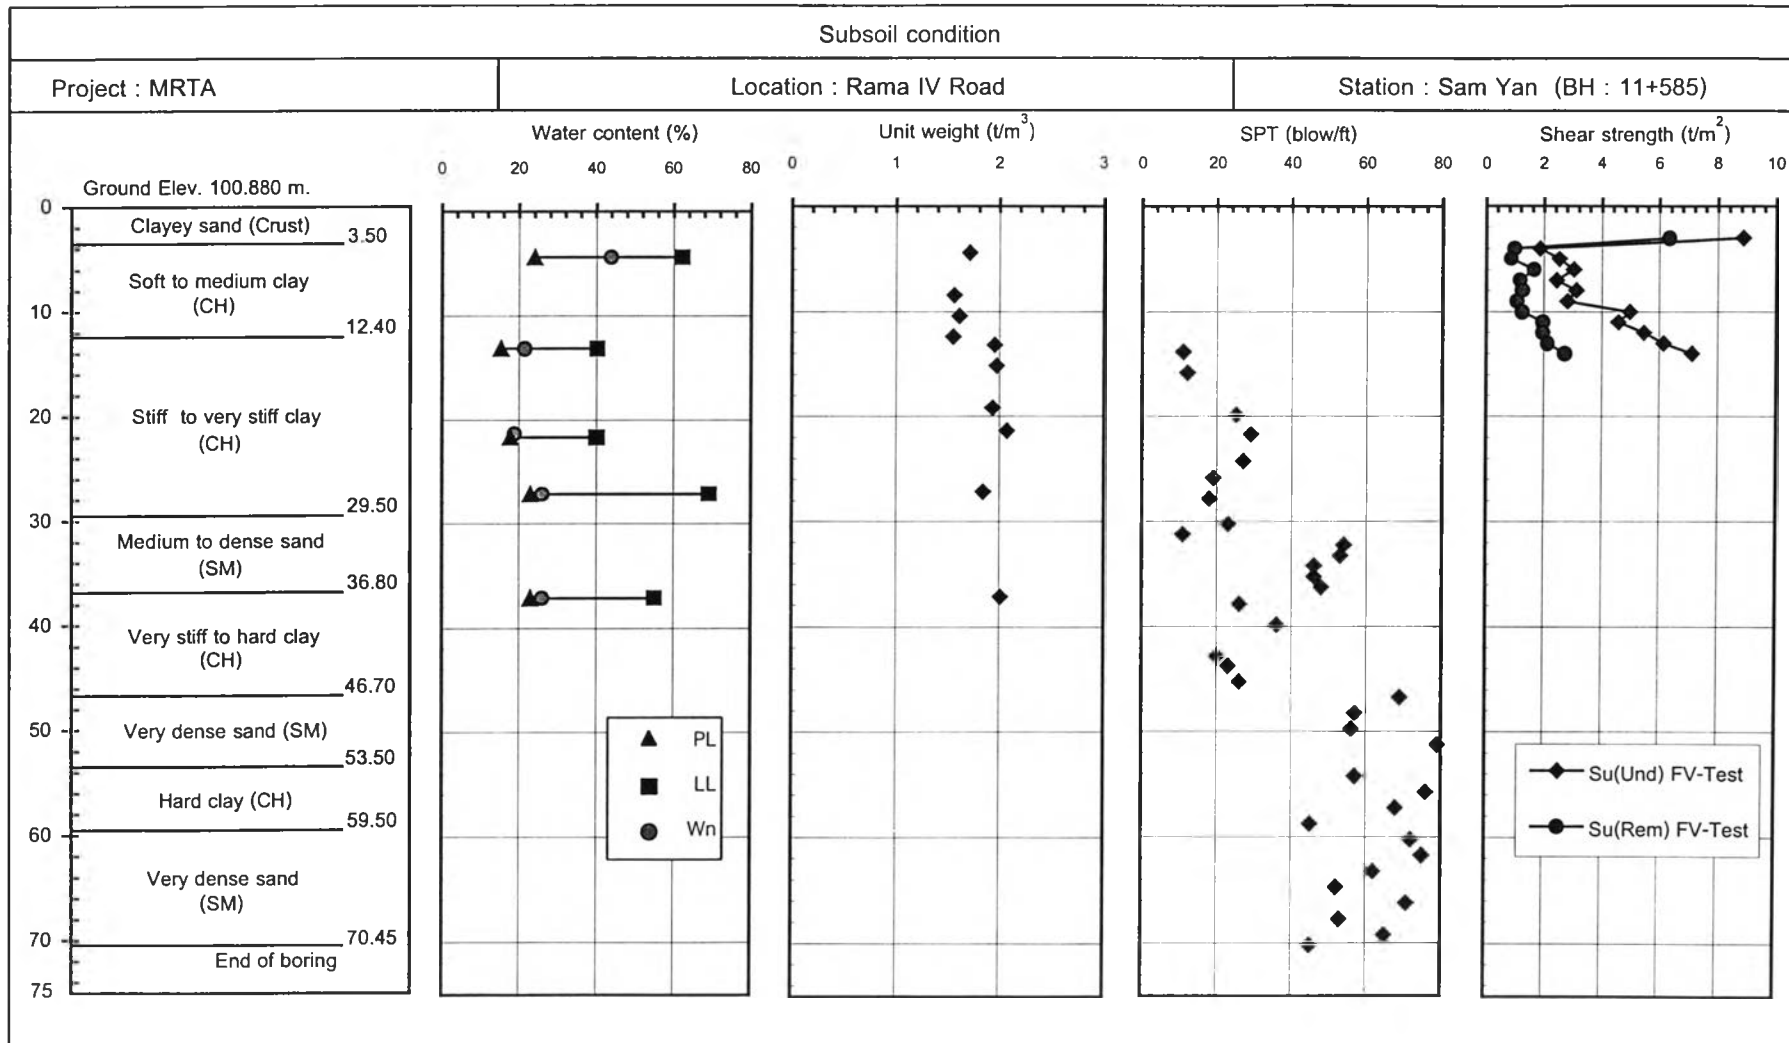 Subsoil condition
Project : MRTA
Location : Rama IV Road
Station : Sam Yan (BH : 11+585)
Water content (%)
Unit weight (t/m³)
SPT (blow/ft)
Shear strength (t/m²)
0 20 40 60 80
0 1 2 3
0 20 40 60 80
0 2 4 6 8 10
Ground Elev. 100.880 m.
0
Clayey sand (Crust)
3.50
Soft to medium clay
(CH)
10
12.40
Stiff to very stiff clay
(CH)
20
29.50
30
Medium to dense sand
(SM)
36.80
40
Very stiff to hard clay
(CH)
46.70
50
Very dense sand (SM)
53.50
Hard clay (CH)
59.50
60
Very dense sand
(SM)
70.45
70
End of boring
75
PL
LL
Wn
Su(Und) FV-Test
Su(Rem) FV-Test